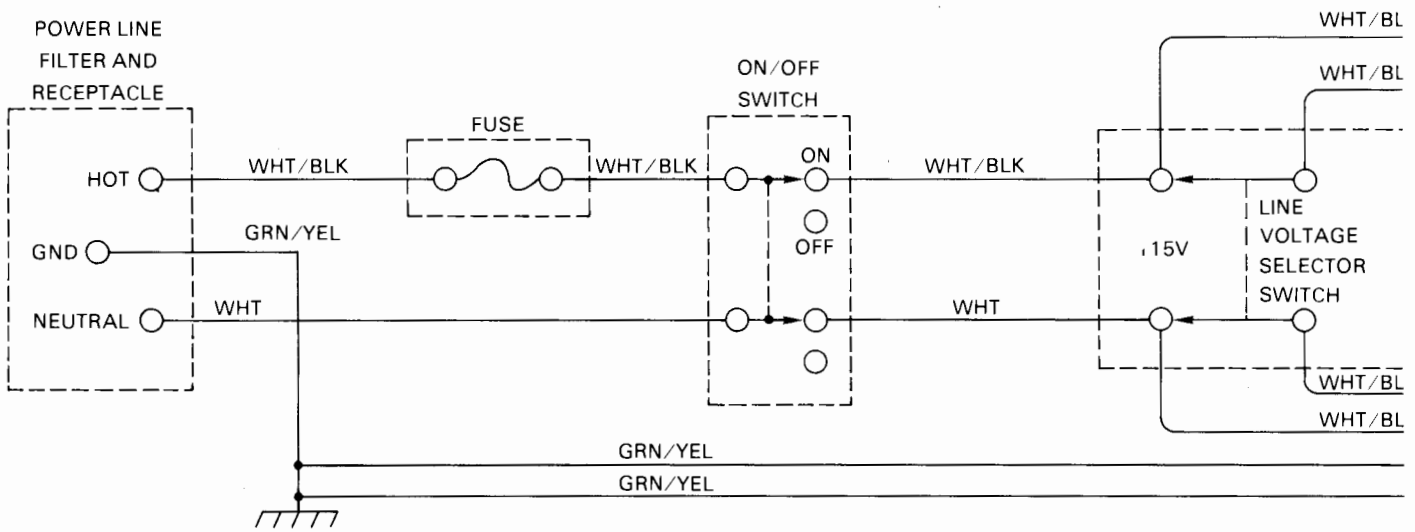 POWER LINE
FILTER AND
RECEPTACLE
HOT
GND
NEUTRAL
WHT/BLK
GRN/YEL
WHT
FUSE
WHT/BLK
ON/OFF
SWITCH
ON
OFF
WHT/BLK
WHT
WHT/BL
WHT/BL
15V
LINE
VOLTAGE
SELECTOR
SWITCH
WHT/BL
WHT/BL
GRN/YEL
GRN/YEL